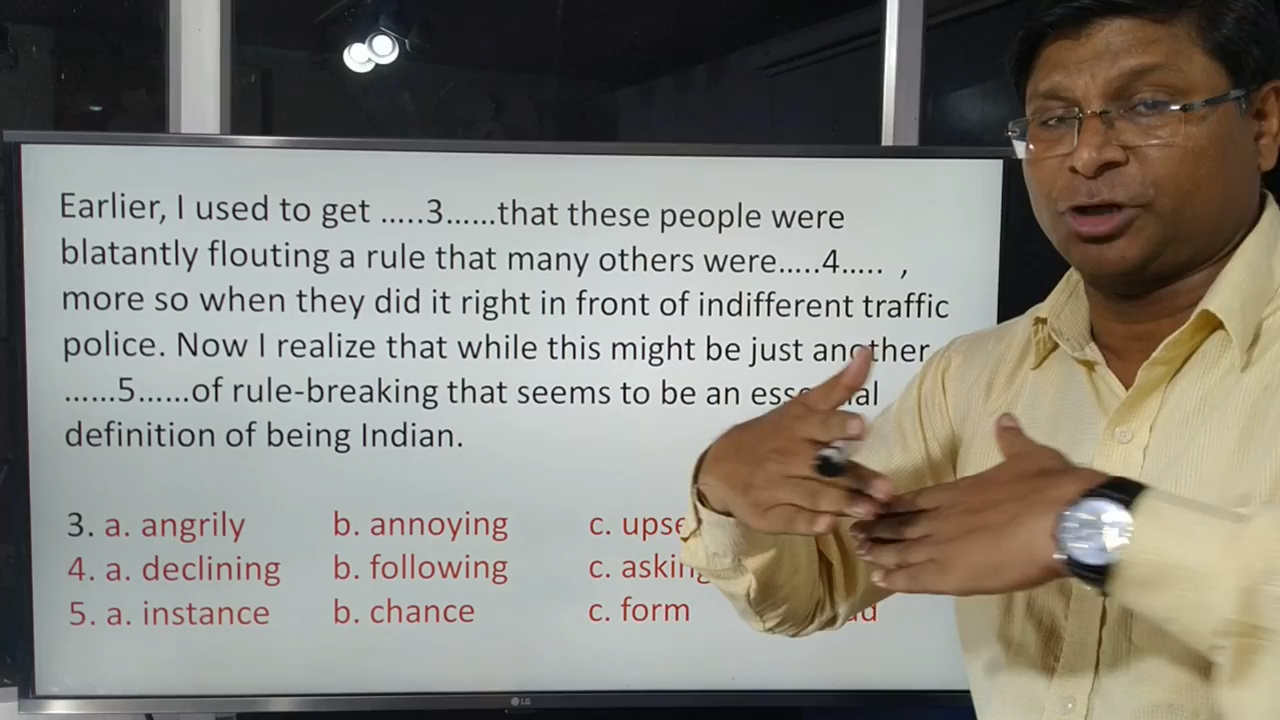 Earlier, I used to get .....3......that these people were
blatantly flouting a rule that many others were.....4..... ,
more so when they did it right in front of indifferent traffic
police. Now I realize that while this might be just another
......5......of rule-breaking that seems to be an
definition of being Indian.
3. a. angrily b. annoying c.
4. a. declining b. following c. asking
5. a. instance b. chance c. form
LG